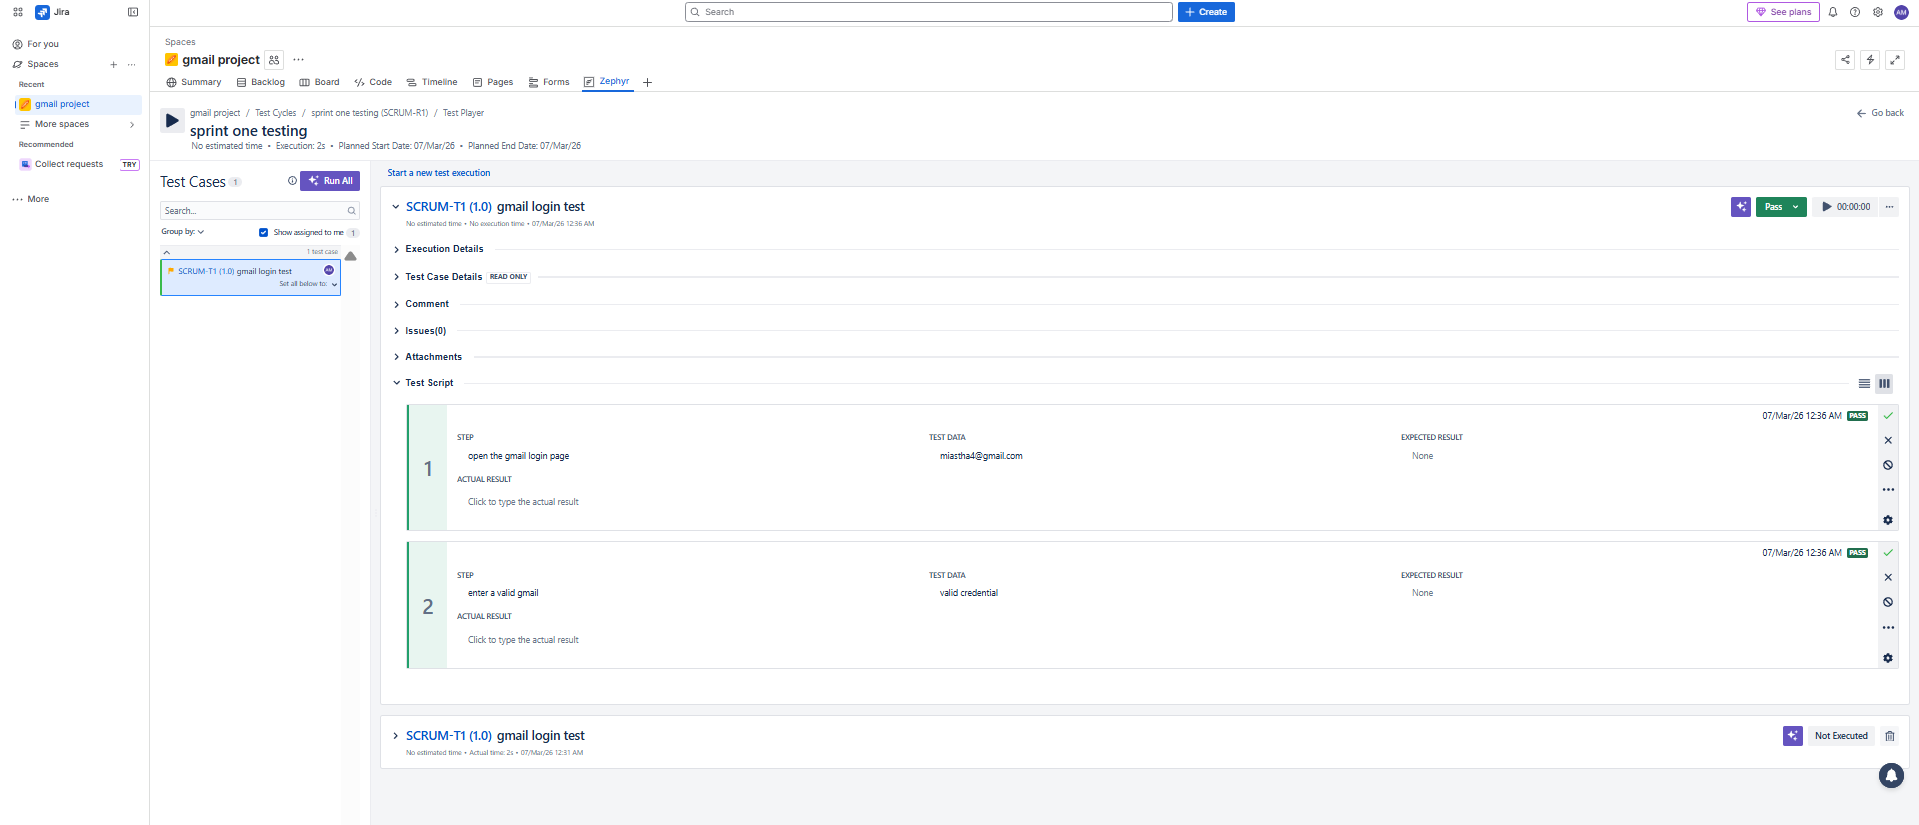 Jira
Search
Create
See plans
AM
For you
Spaces
Recent
gmail project
More spaces
Recommended
Collect requests TRY
More
Spaces
gmail project
Summary Backlog Board Code Timeline Pages Forms Zephyr
gmail project / Test Cycles / sprint one testing (SCRUM-R1) / Test Player
Go back
sprint one testing
No estimated time • Execution: 2s • Planned Start Date: 07/Mar/26 • Planned End Date: 07/Mar/26
Test Cases 1
Run All
Search...
Group by:
Show assigned to me 1
1 test case
SCRUM-T1 (1.0) gmail login test AM
Set all below to:
Start a new test execution
SCRUM-T1 (1.0) gmail login test
Pass
00:00:00
No estimated time • No execution time • 07/Mar/26 12:36 AM
Execution Details
Test Case Details READ ONLY
Comment
Issues(0)
Attachments
Test Script
07/Mar/26 12:36 AM PASS
1
STEP TEST DATA EXPECTED RESULT
open the gmail login page miastha4@gmail.com None
ACTUAL RESULT
Click to type the actual result
07/Mar/26 12:36 AM PASS
2
STEP TEST DATA EXPECTED RESULT
enter a valid gmail valid credential None
ACTUAL RESULT
Click to type the actual result
SCRUM-T1 (1.0) gmail login test
Not Executed
No estimated time • Actual time: 2s • 07/Mar/26 12:31 AM